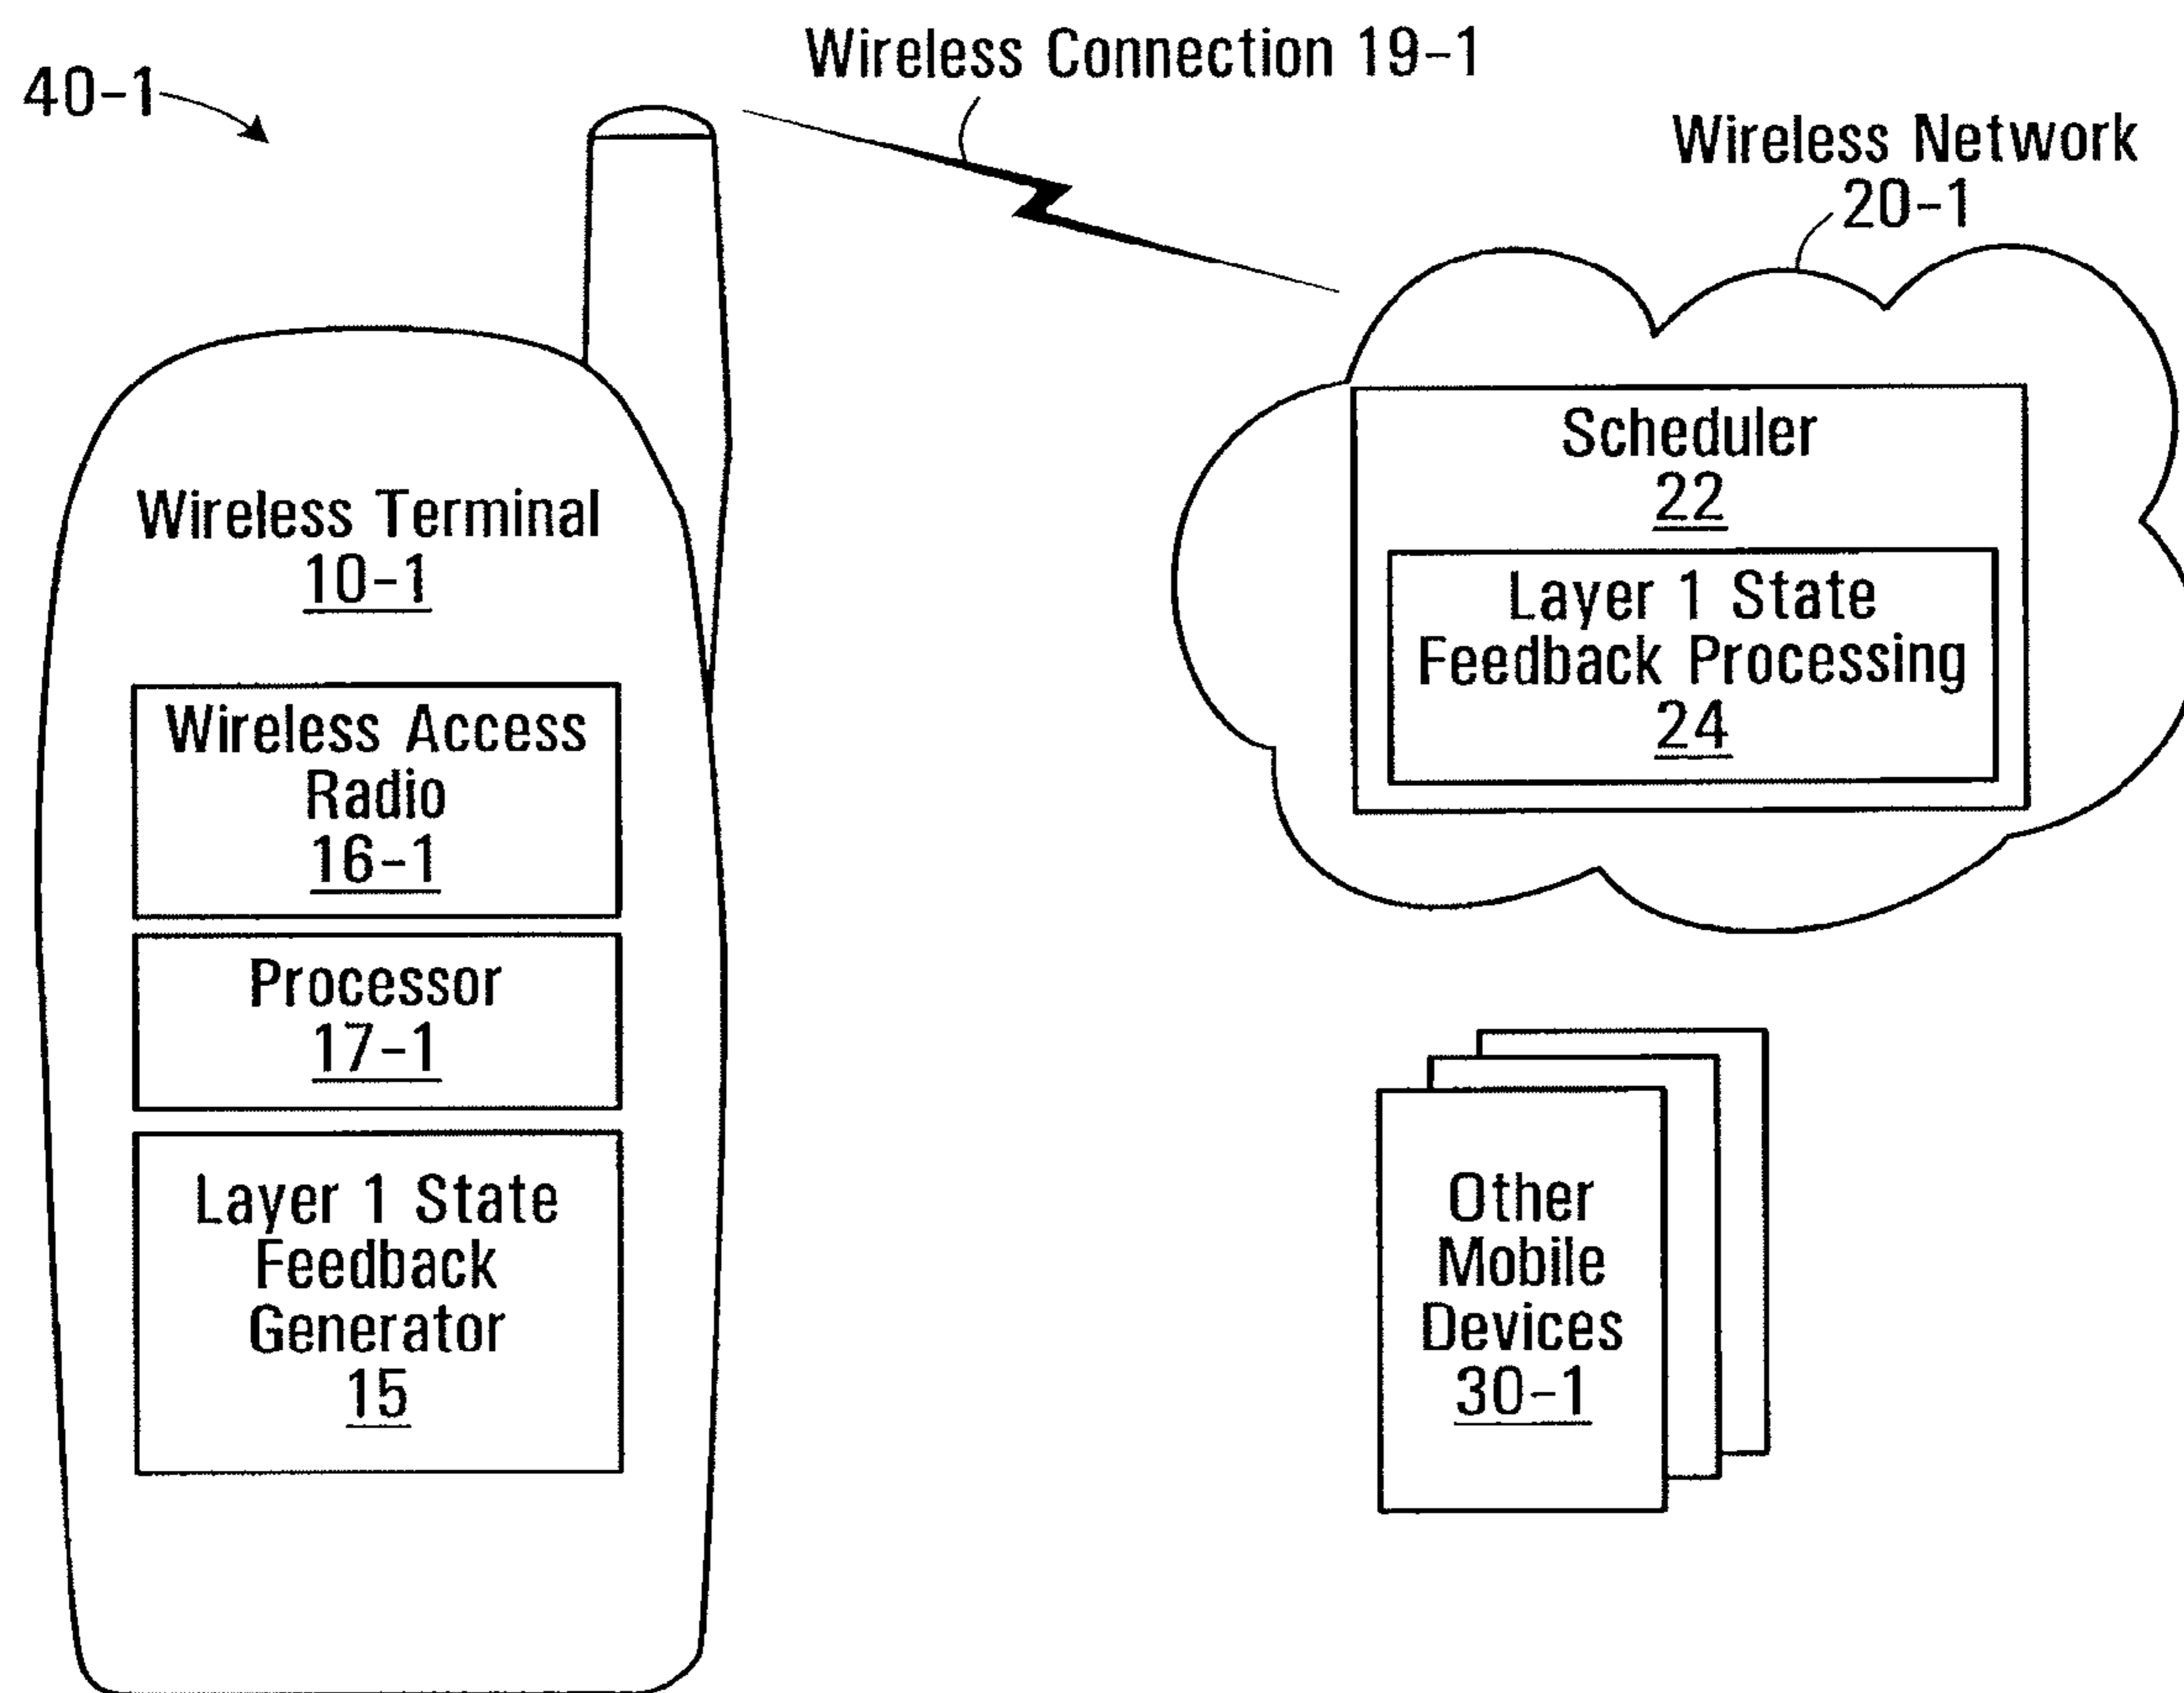 40-1
Wireless Connection 19-1
Wireless Network
20-1
Wireless Terminal
10-1
Wireless Access
Radio
16-1
Processor
17-1
Layer 1 State
Feedback
Generator
15
Scheduler
22
Layer 1 State
Feedback Processing
24
Other
Mobile
Devices
30-1